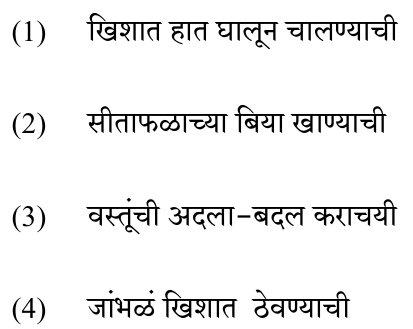 (1) खिशात हात घालून चालण्याची
(2) सीताफळाच्या बिया खाण्याची
(3) वस्तूंची अदला-बदल कराचयी
(4) जांभळं खिशात ठेवण्याची